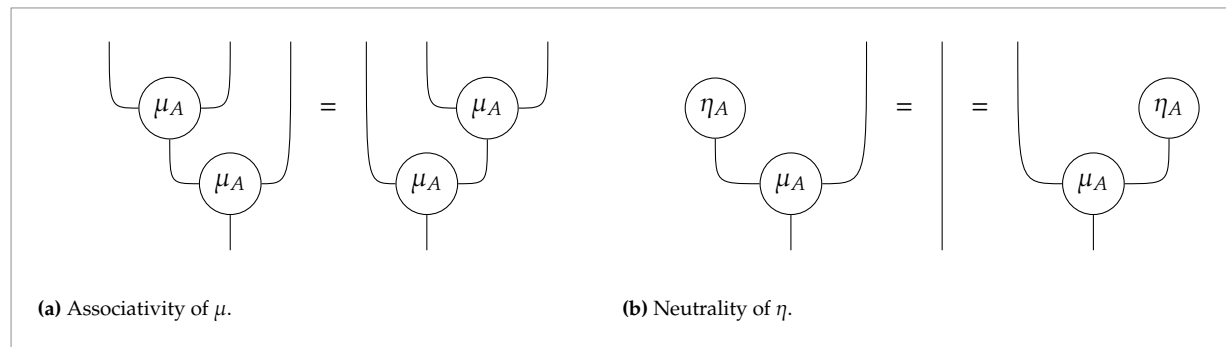 μ_A = μ_A η_A = = η_A
μ_A μ_A μ_A μ_A
(a) Associativity of μ. (b) Neutrality of η.